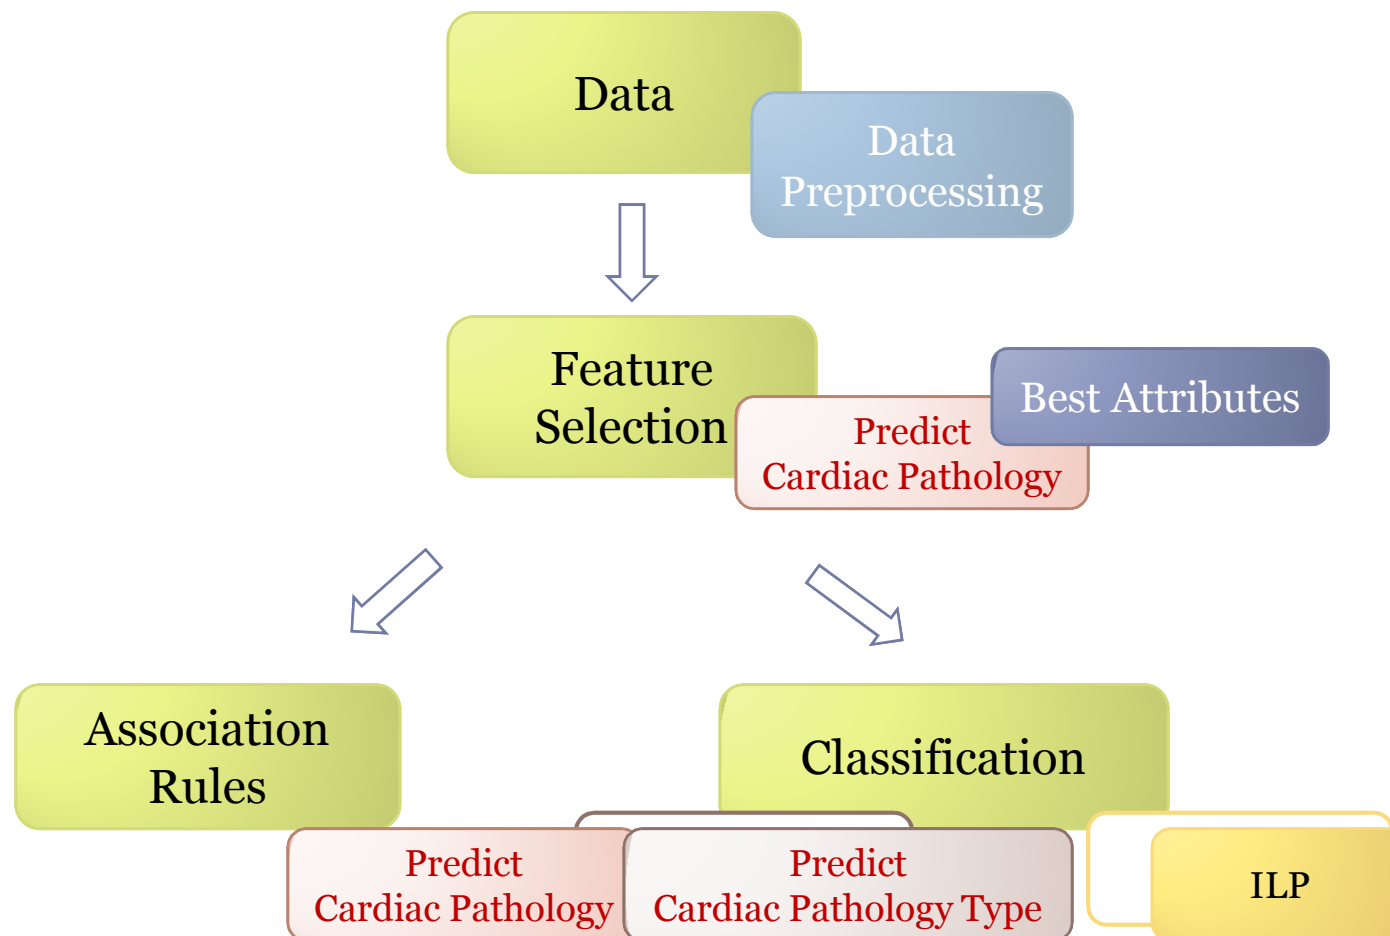 Data
Data
Preprocessing
Feature
Selection
Predict
Cardiac Pathology
Best Attributes
Association
Rules
Classification
Predict
Cardiac Pathology
Predict
Cardiac Pathology Type
ILP